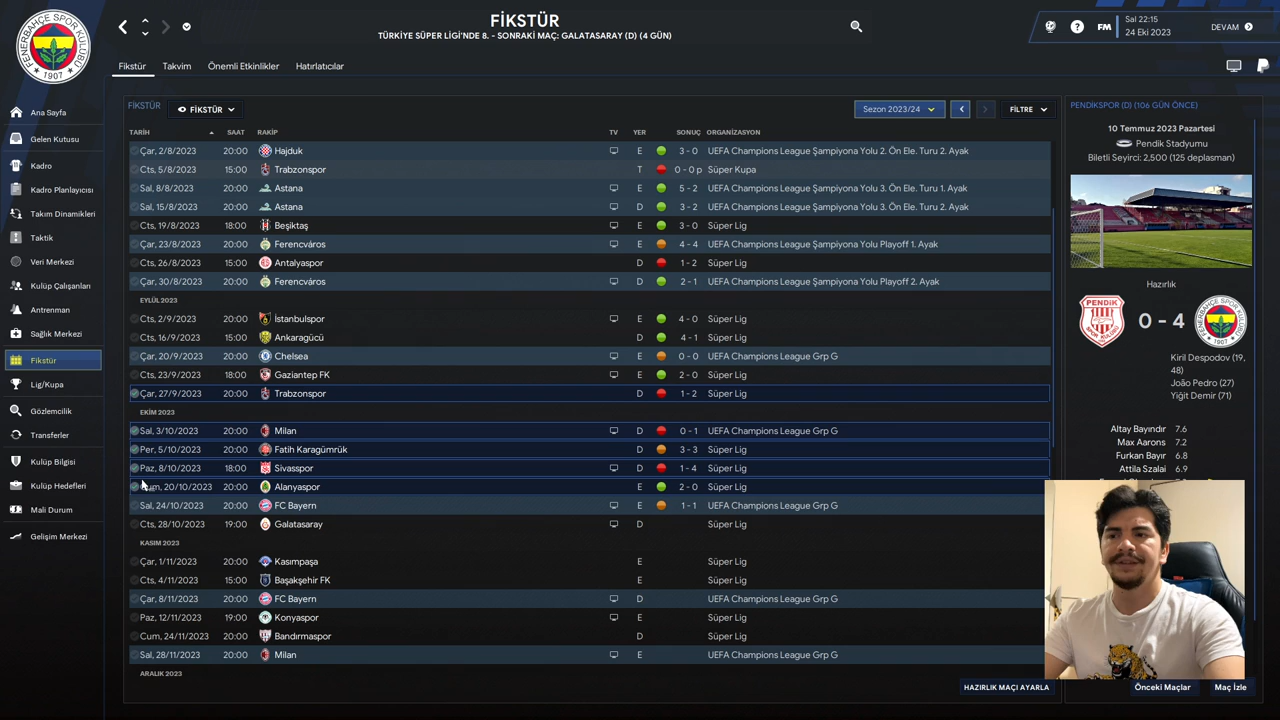 FENERBAHÇE SPOR KULÜBÜ
1907
FİKSTÜR
TÜRKİYE SÜPER LİGİ'NDE 8. - SONRAKİ MAÇ: GALATASARAY (D) (4 GÜN)
FM
Sal 22:15
24 Eki 2023
DEVAM
Fikstür Takvim Önemli Etkinlikler Hatırlatıcılar
Ana Sayfa
Gelen Kutusu
Kadro
Kadro Planlayıcısı
Takım Dinamikleri
Taktik
Veri Merkezi
Kulüp Çalışanları
Antrenman
Sağlık Merkezi
Fikstür
Lig/Kupa
Gözlemcilik
Transferler
Kulüp Bilgisi
Kulüp Hedefleri
Mali Durum
Gelişim Merkezi
FİKSTÜR FİKSTÜR Sezon 2023/24 FİLTRE
TARİH SAAT RAKİP TV YER SONUÇ ORGANİZASYON
Çar, 2/8/2023 20:00 Hajduk E 3 - 0 UEFA Champions League Şampiyona Yolu 2. Ön Ele. Turu 2. Ayak
Cts, 5/8/2023 15:00 Trabzonspor T 0 - 0 p Süper Kupa
Sal, 8/8/2023 20:00 Astana E 5 - 2 UEFA Champions League Şampiyona Yolu 3. Ön Ele. Turu 1. Ayak
Sal, 15/8/2023 20:00 Astana D 3 - 2 UEFA Champions League Şampiyona Yolu 3. Ön Ele. Turu 2. Ayak
Cts, 19/8/2023 18:00 Beşiktaş E 3 - 0 Süper Lig
Çar, 23/8/2023 20:00 Ferencváros E 4 - 4 UEFA Champions League Şampiyona Yolu Playoff 1. Ayak
Cts, 26/8/2023 15:00 Antalyaspor D 1 - 2 Süper Lig
Çar, 30/8/2023 20:00 Ferencváros D 2 - 1 UEFA Champions League Şampiyona Yolu Playoff 2. Ayak
EYLÜL 2023
Cts, 2/9/2023 20:00 İstanbulspor E 4 - 0 Süper Lig
Cts, 16/9/2023 15:00 Ankaragücü D 4 - 1 Süper Lig
Çar, 20/9/2023 20:00 Chelsea E 0 - 0 UEFA Champions League Grp G
Cts, 23/9/2023 18:00 Gaziantep FK E 2 - 0 Süper Lig
Çar, 27/9/2023 20:00 Trabzonspor D 1 - 2 Süper Lig
EKİM 2023
Sal, 3/10/2023 20:00 Milan D 0 - 1 UEFA Champions League Grp G
Per, 5/10/2023 20:00 Fatih Karagümrük D 3 - 3 Süper Lig
Paz, 8/10/2023 18:00 Sivasspor D 1 - 4 Süper Lig
Cum, 20/10/2023 20:00 Alanyaspor E 2 - 0 Süper Lig
Sal, 24/10/2023 20:00 FC Bayern E 1 - 1 UEFA Champions League Grp G
Cts, 28/10/2023 19:00 Galatasaray D Süper Lig
KASIM 2023
Çar, 1/11/2023 20:00 Kasımpaşa E Süper Lig
Cts, 4/11/2023 15:00 Başakşehir FK E Süper Lig
Çar, 8/11/2023 20:00 FC Bayern D UEFA Champions League Grp G
Paz, 12/11/2023 19:00 Konyaspor E Süper Lig
Cum, 24/11/2023 20:00 Bandırmaspor D Süper Lig
Sal, 28/11/2023 20:00 Milan E UEFA Champions League Grp G
ARALIK 2023
HAZIRLIK MAÇI AYARLA
PENDİKSPOR (D) (106 GÜN ÖNCE)
10 Temmuz 2023 Pazartesi
Pendik Stadyumu
Biletli Seyirci: 2,500 (125 deplasman)
Hazırlık
PENDİK
0 - 4
Kiril Despodov (19,
48)
João Pedro (27)
Yiğit Demir (71)
Altay Bayındır 7.6
Max Aarons 7.2
Furkan Bayır 6.8
Attila Szalai 6.9
Önceki Maçlar
Maç İzle